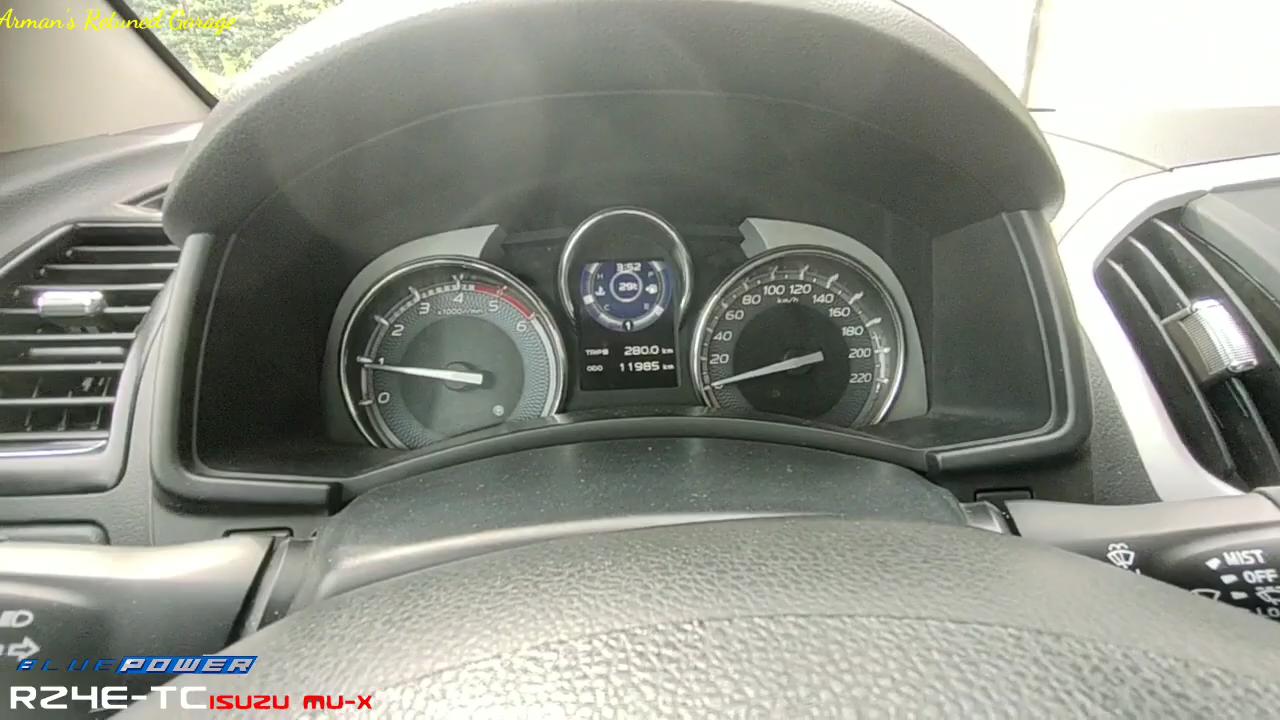 Arman's Retuned Garage
3:52
H
F
29t
C
E
1
TRIP B 280.0 km
ODO 11985 km
0
1
2
3
4
5
6
x1000r/min
0
20
40
60
80
100
120
140
160
180
200
220
km/h
MIST
OFF
BLUEPOWER
RZ4E-TC ISUZU MU-X